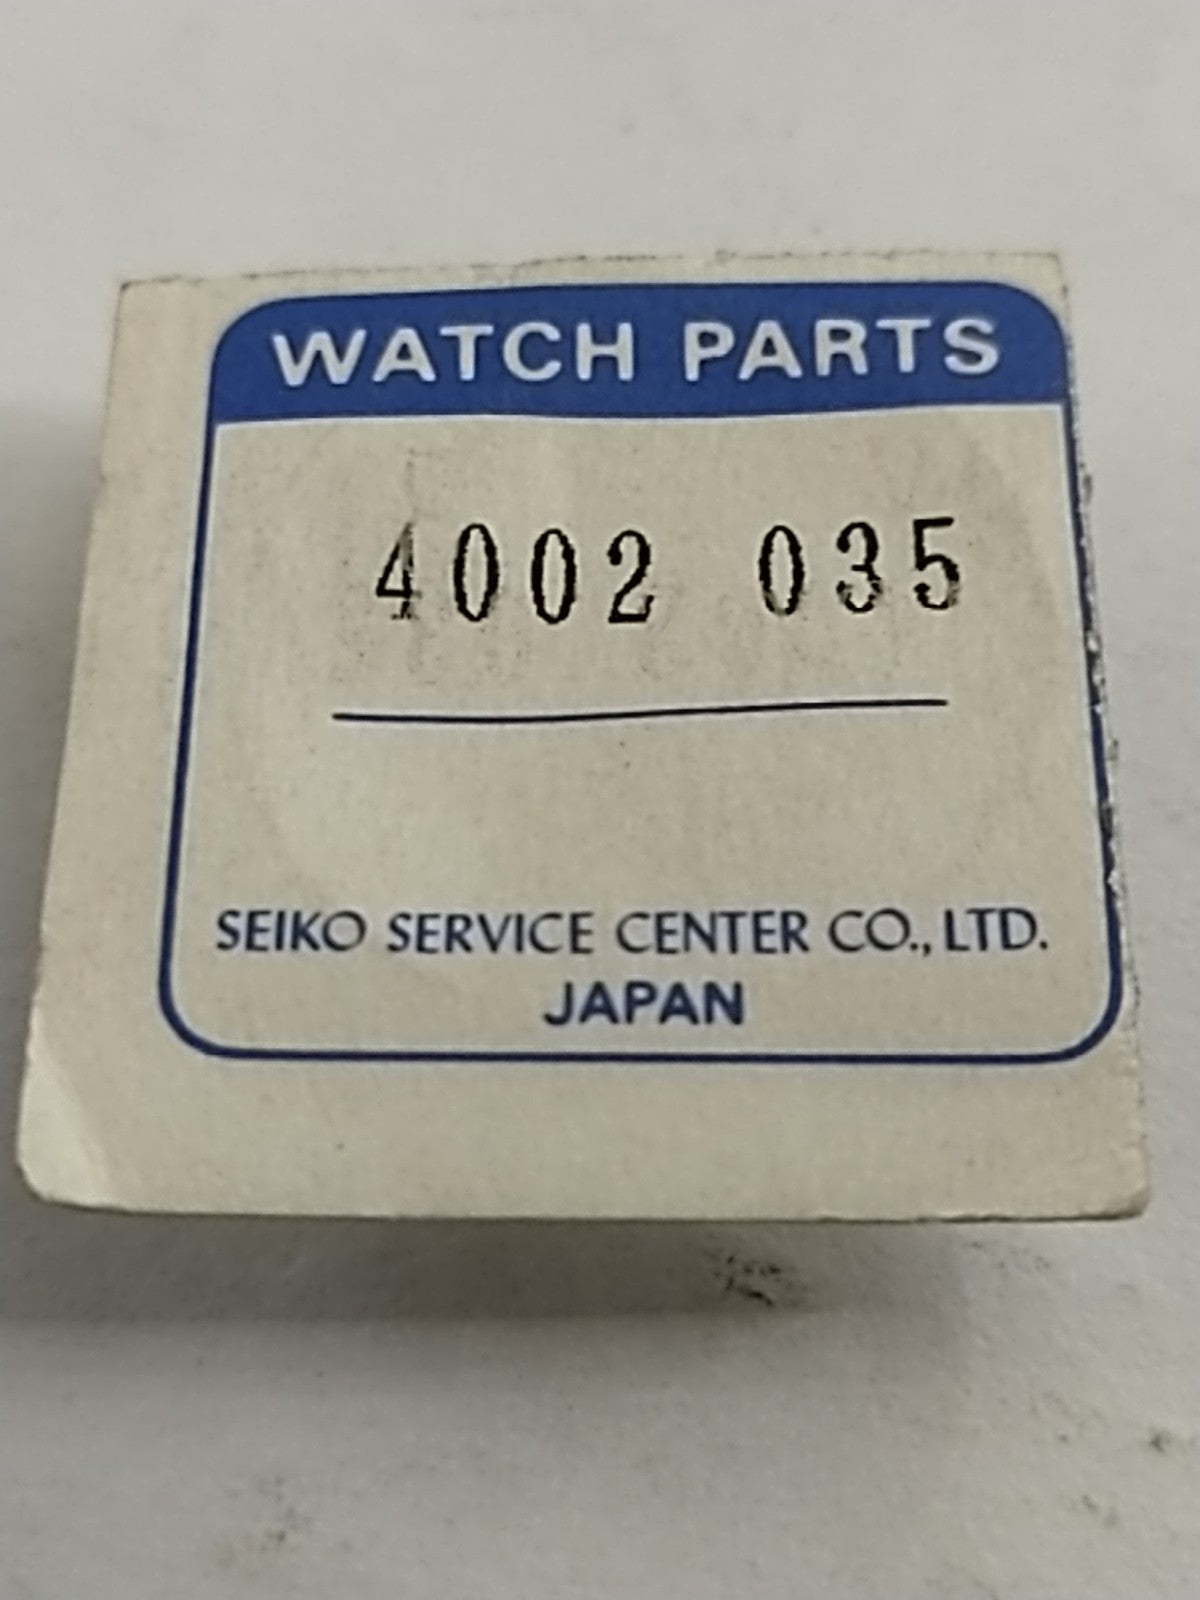 WATCH PARTS
4002 035
SEIKO SERVICE CENTER CO., LTD.
JAPAN